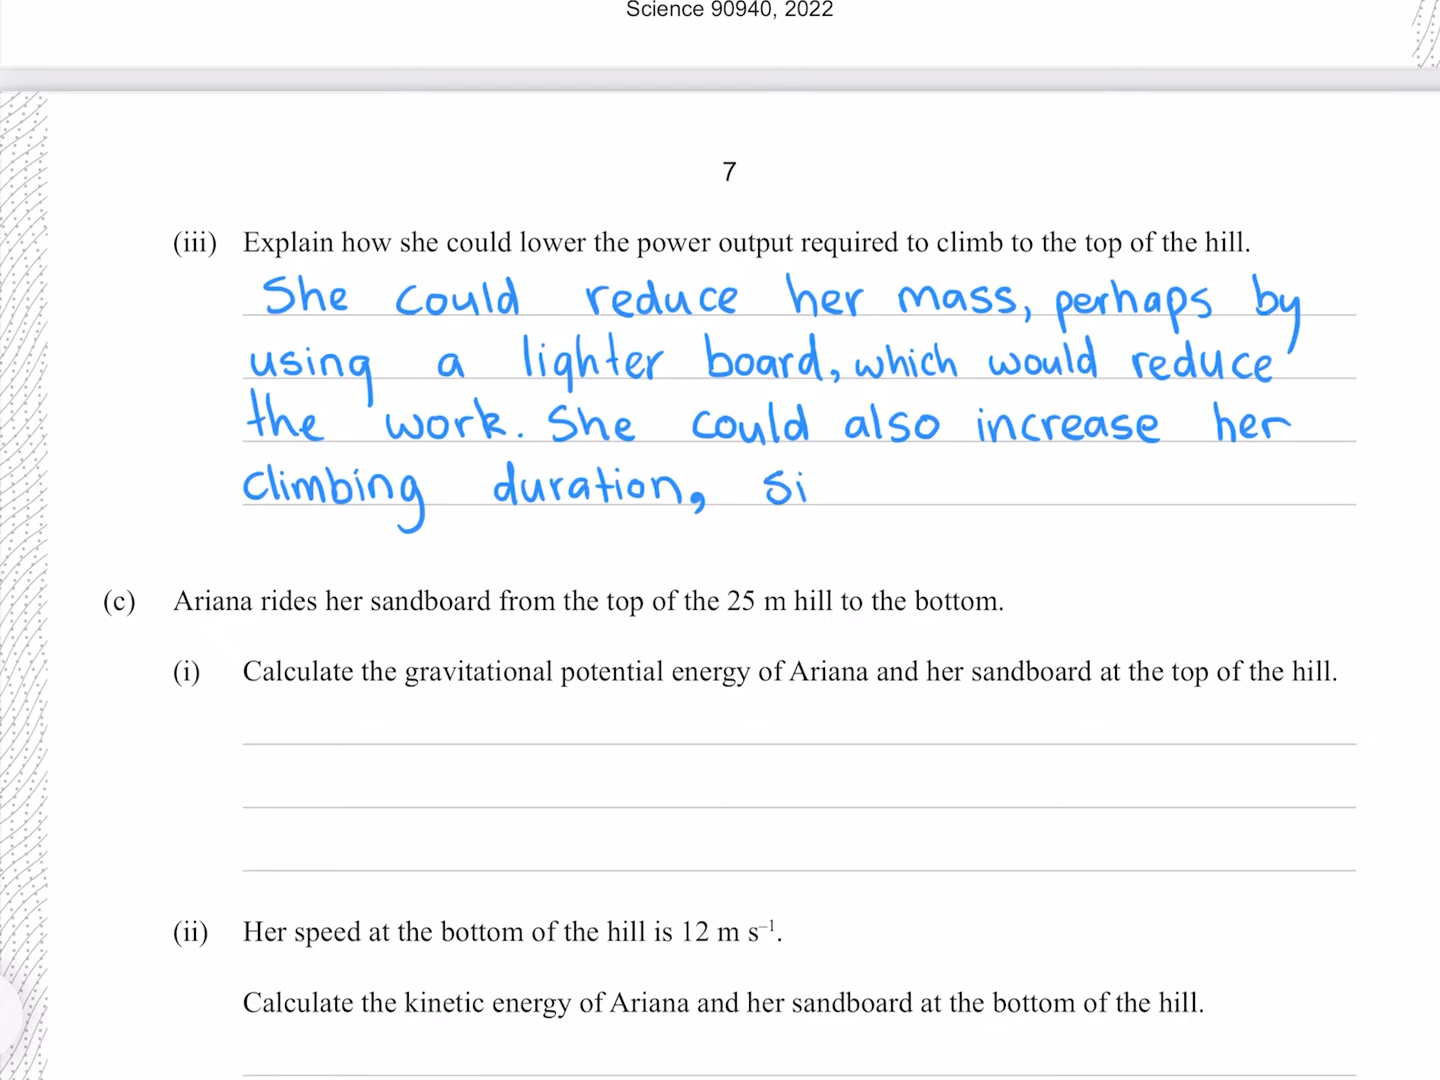 Science 90940, 2022
7
(iii) Explain how she could lower the power output required to climb to the top of the hill.
She could reduce her mass, perhaps by
using a lighter board, which would reduce
the work. She could also increase her
climbing duration, si
(c) Ariana rides her sandboard from the top of the 25 m hill to the bottom.
(i) Calculate the gravitational potential energy of Ariana and her sandboard at the top of the hill.
(ii) Her speed at the bottom of the hill is 12 m s⁻¹.
Calculate the kinetic energy of Ariana and her sandboard at the bottom of the hill.